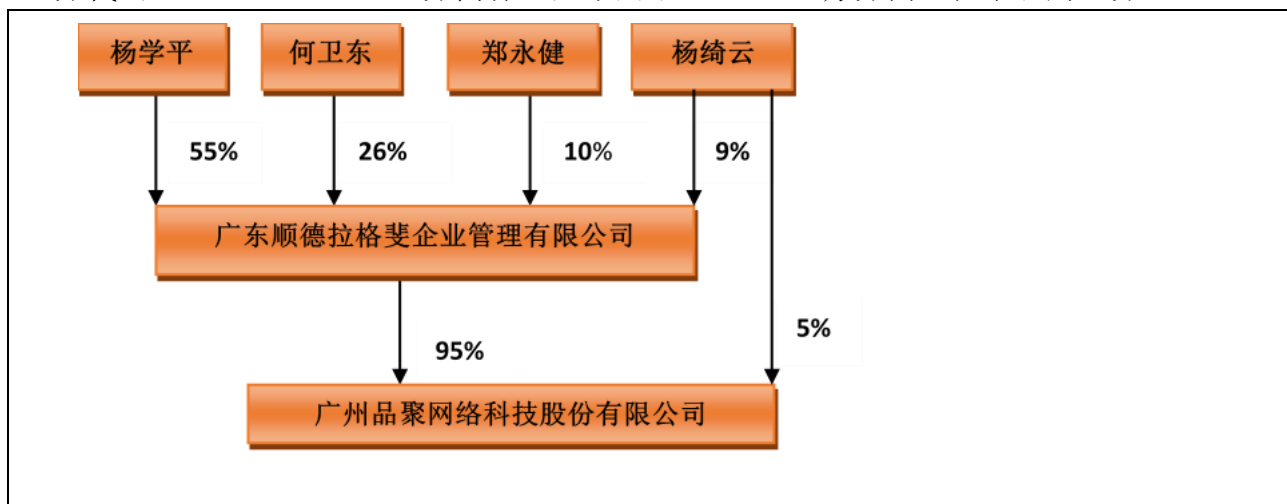 杨学平 何卫东 郑永健 杨绮云
55% 26% 10% 9%
广东顺德拉格斐企业管理有限公司
5%
95%
广州品聚网络科技股份有限公司